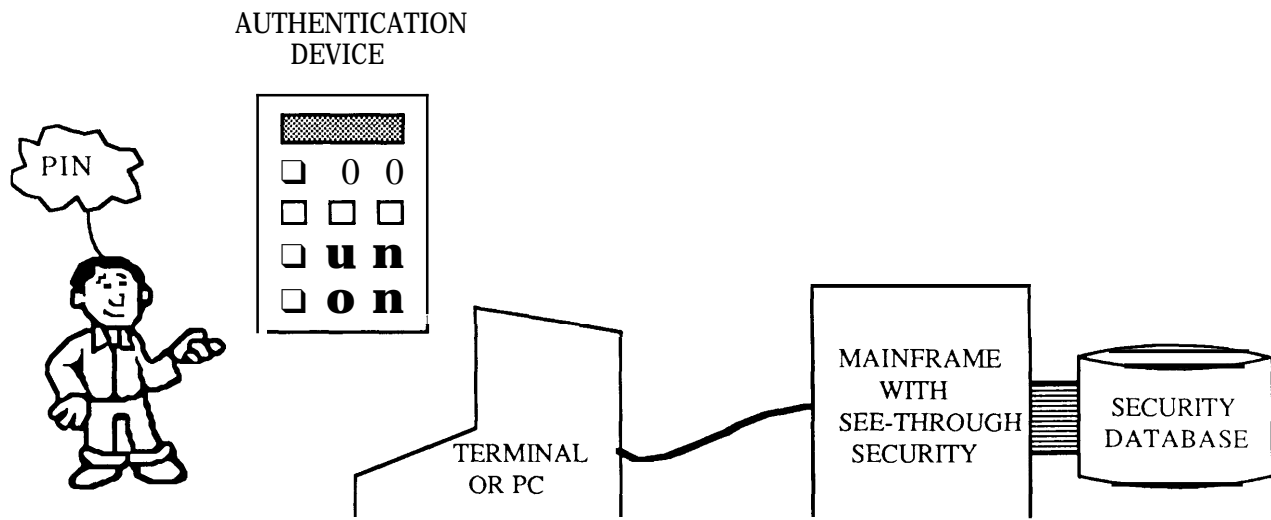 AUTHENTICATION
DEVICE
PIN
❑ 0 0
□ □ □
❑ u n
❑ o n
TERMINAL
OR PC
MAINFRAME
WITH
SEE-THROUGH
SECURITY
SECURITY
DATABASE